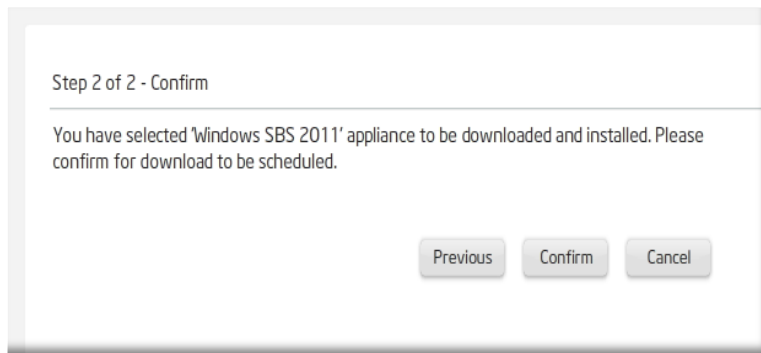 Step 2 of 2 - Confirm
You have selected 'Windows SBS 2011' appliance to be downloaded and installed. Please
confirm for download to be scheduled.
Previous Confirm Cancel